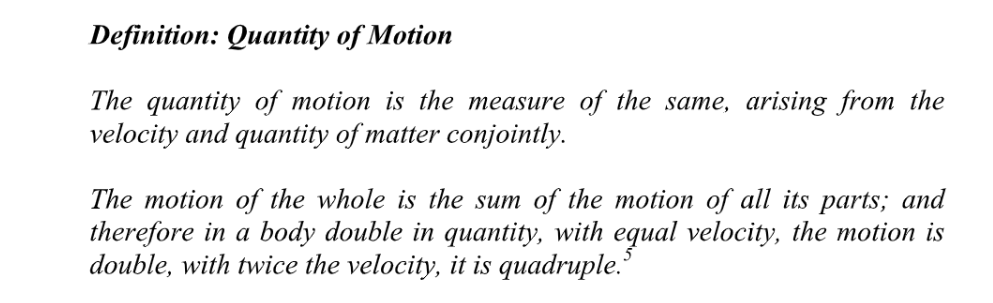 Definition: Quantity of Motion
The quantity of motion is the measure of the same, arising from the
velocity and quantity of matter conjointly.
The motion of the whole is the sum of the motion of all its parts; and
therefore in a body double in quantity, with equal velocity, the motion is
double, with twice the velocity, it is quadruple.5